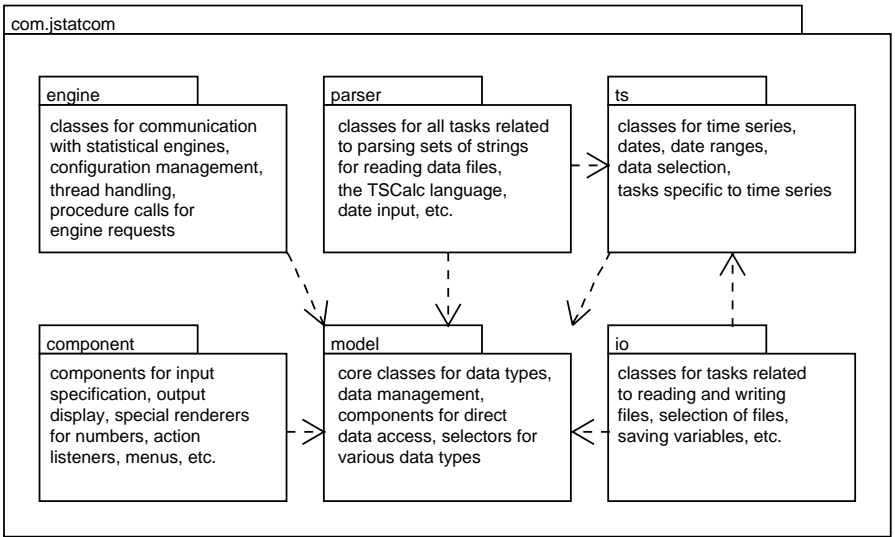 com.jstatcom
engine
classes for communication
with statistical engines,
configuration management,
thread handling,
procedure calls for
engine requests
parser
classes for all tasks related
to parsing sets of strings
for reading data files,
the TSCalc language,
date input, etc.
ts
classes for time series,
dates, date ranges,
data selection,
tasks specific to time series
component
components for input
specification, output
display, special renderers
for numbers, action
listeners, menus, etc.
model
core classes for data types,
data management,
components for direct
data access, selectors for
various data types
io
classes for tasks related
to reading and writing
files, selection of files,
saving variables, etc.